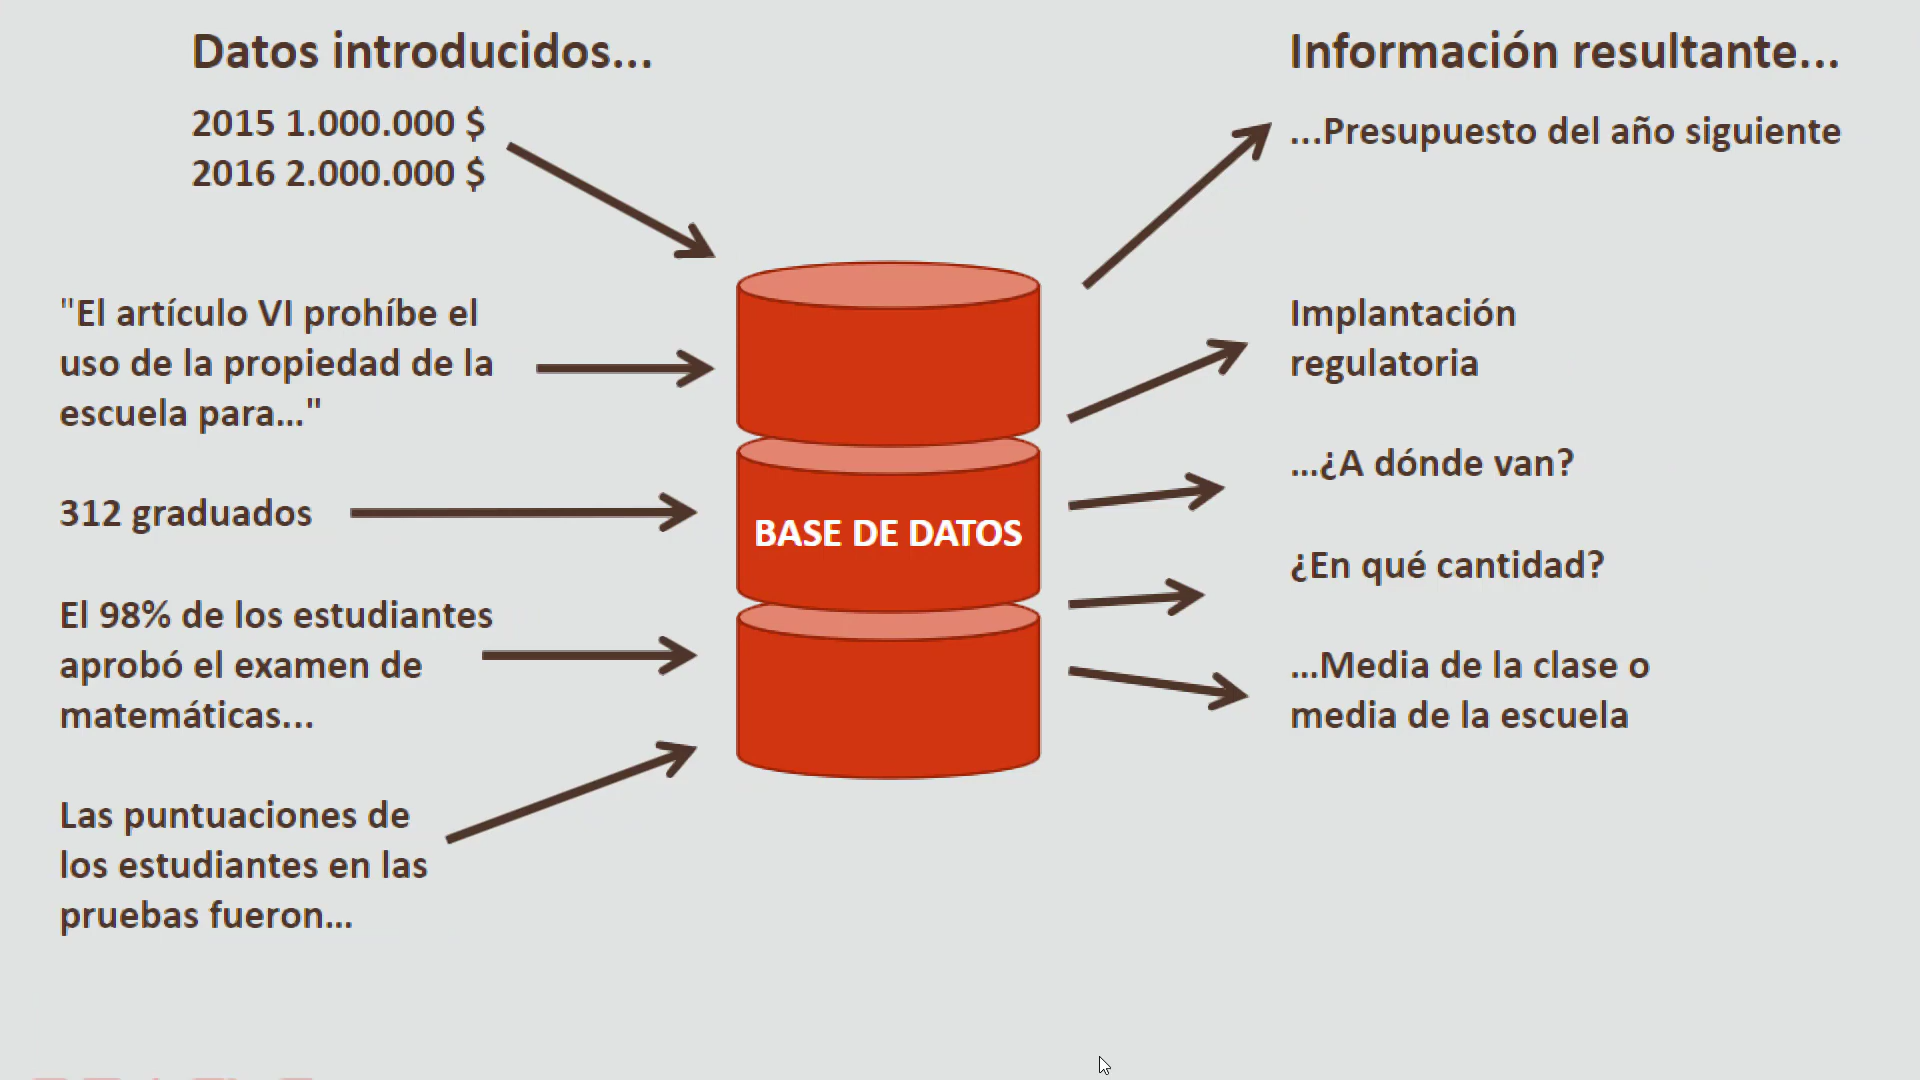 Datos introducidos...
2015 1.000.000 $
2016 2.000.000 $
"El artículo VI prohíbe el
uso de la propiedad de la
escuela para..."
312 graduados
El 98% de los estudiantes
aprobó el examen de
matemáticas...
Las puntuaciones de
los estudiantes en las
pruebas fueron...
BASE DE DATOS
Información resultante...
...Presupuesto del año siguiente
Implantación
regulatoria
...¿A dónde van?
¿En qué cantidad?
...Media de la clase o
media de la escuela